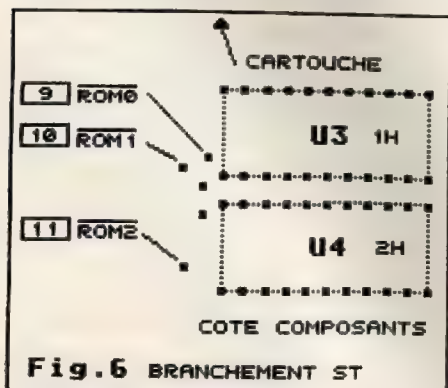 CARTOUCHE
9 ROM0
10 ROM1
U3 1H
11 ROM2
U4 2H
COTE COMPOSANTS
Fig.6 BRANCHEMENT ST